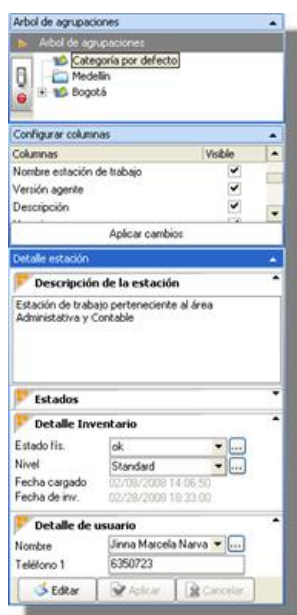 Arbol de agrupaciones
Arbol de agrupaciones
Categoría por defecto
Medellín
Bogotá
Configurar columnas
Columnas Visible
Nombre estación de trabajo
Versión agente
Descripción
Aplicar cambios
Detalle estación
Descripción de la estación
Estación de trabajo perteneciente al área
Administativa y Contable
Estados
Detalle Inventario
Estado fís. ok
Nivel Standard
Fecha cargado 02/08/2008 14:06:50
Fecha de inv. 02/28/2008 18:33:00
Detalle de usuario
Nombre Jinna Marcela Narva
Teléfono 1 6350723
Editar Aplicar Cancelar